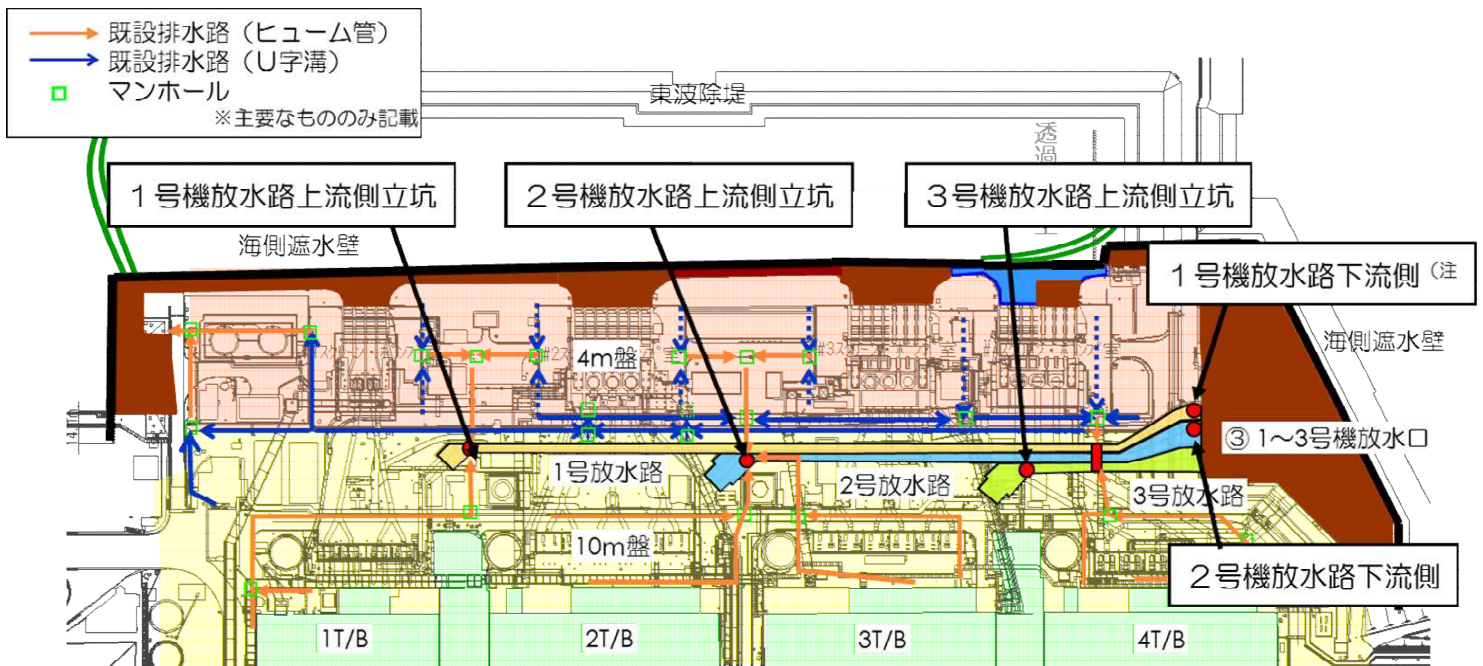 既設排水路（ヒューム管）
既設排水路（U字溝）
マンホール
※主要なもののみ記載
東波除堤
透過
1号機放水路上流側立坑
2号機放水路上流側立坑
3号機放水路上流側立坑
海側遮水壁
1号機放水路下流側（注
海側遮水壁
4m盤
③ 1～3号機放水口
1号放水路
2号放水路
3号放水路
10m盤
2号機放水路下流側
1T/B
2T/B
3T/B
4T/B